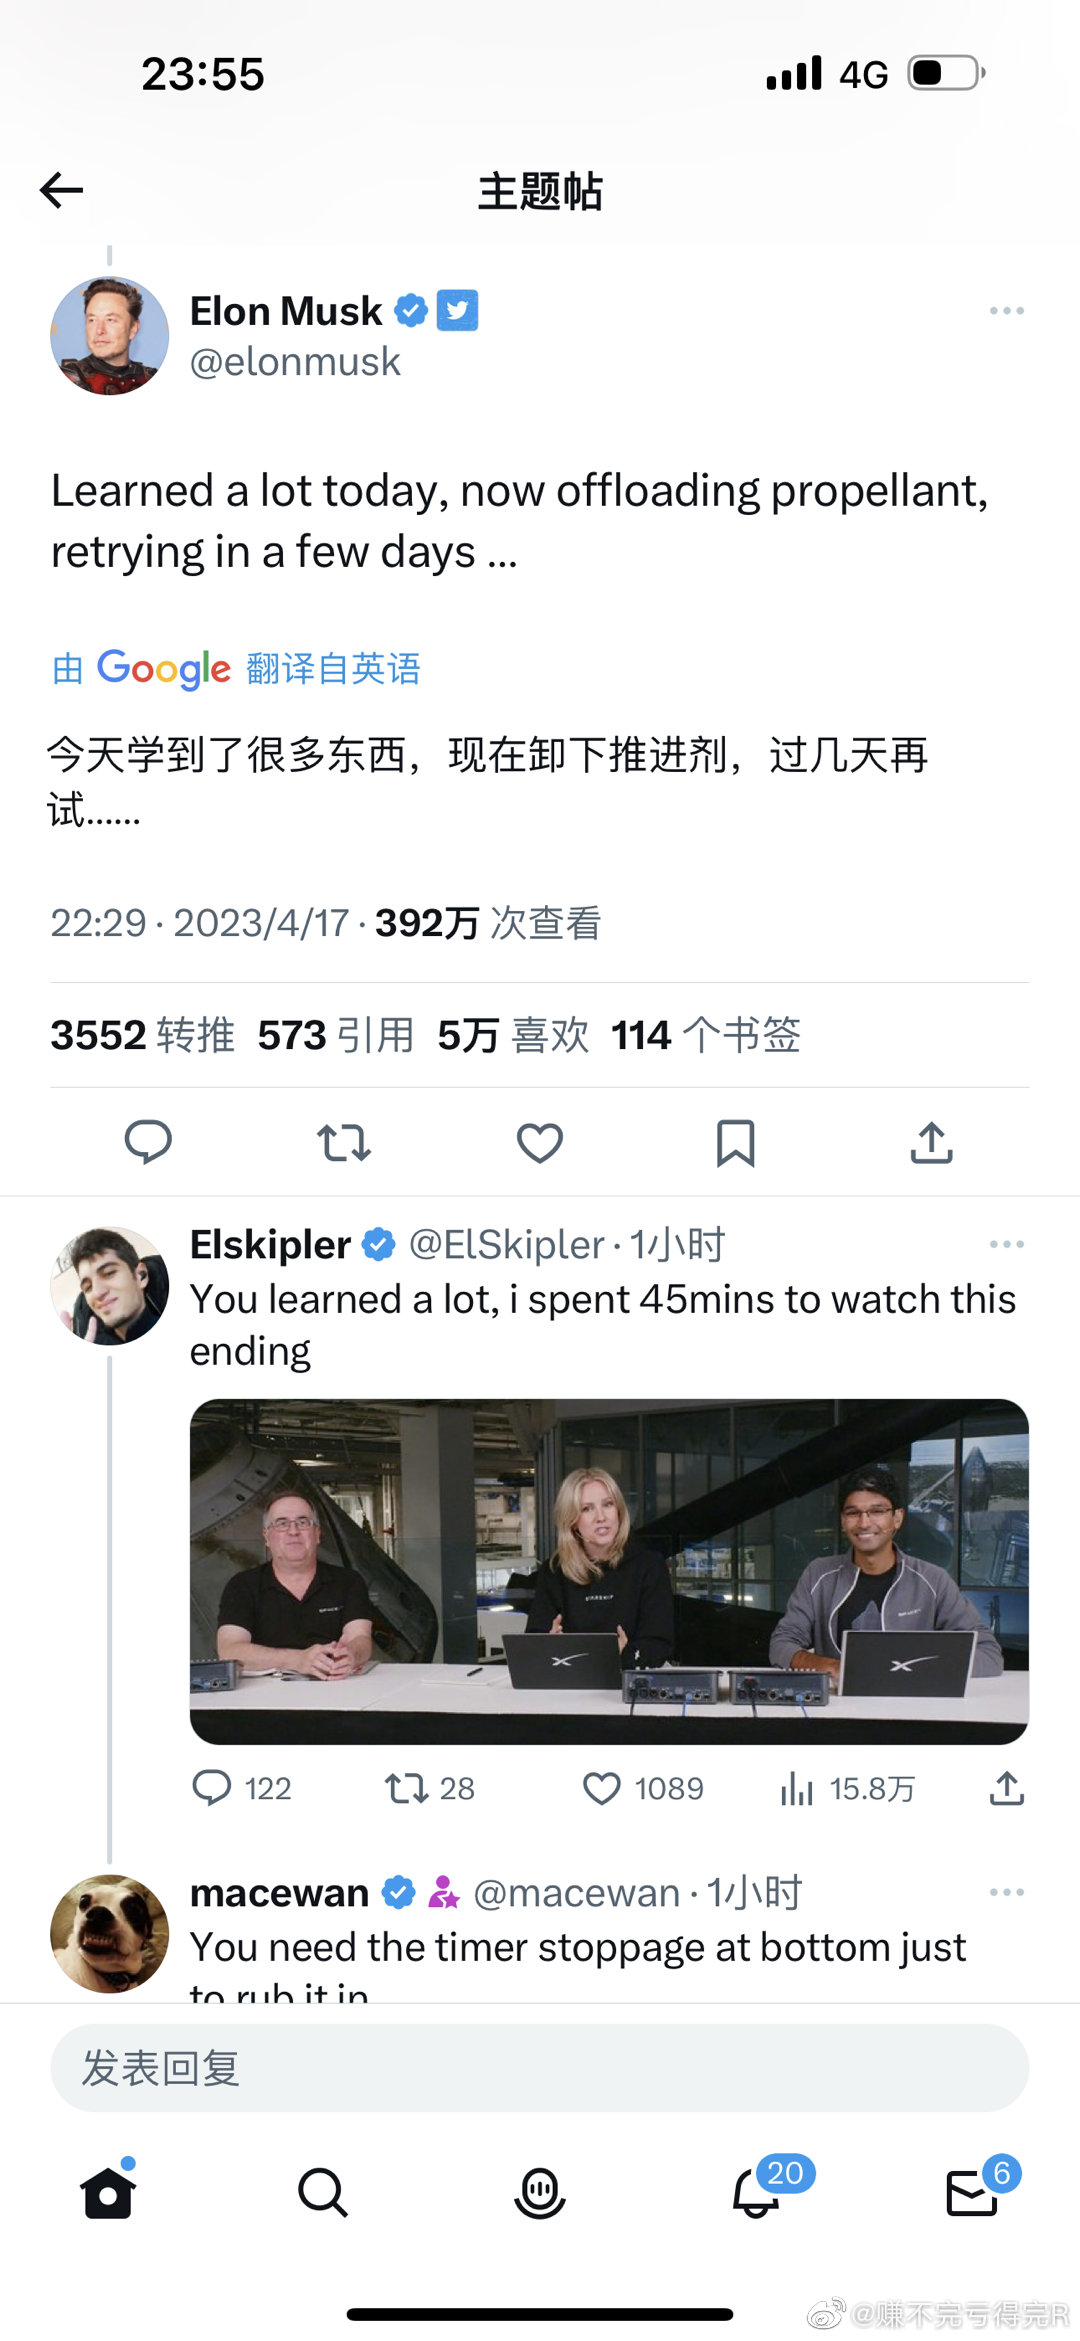 23:55
4G
主题帖
Elon Musk
@elonmusk
Learned a lot today, now offloading propellant,
retrying in a few days ...
由 Google 翻译自英语
今天学到了很多东西，现在卸下推进剂，过几天再
试......
22:29 · 2023/4/17 · 392万 次查看
3552 转推 573 引用 5万 喜欢 114 个书签
Elskipler @ElSkipler · 1小时
You learned a lot, i spent 45mins to watch this
ending
122 28 1089 15.8万
macewan @macewan · 1小时
You need the timer stoppage at bottom just
to rub it in
发表回复
20
6
@赚不完亏得完R